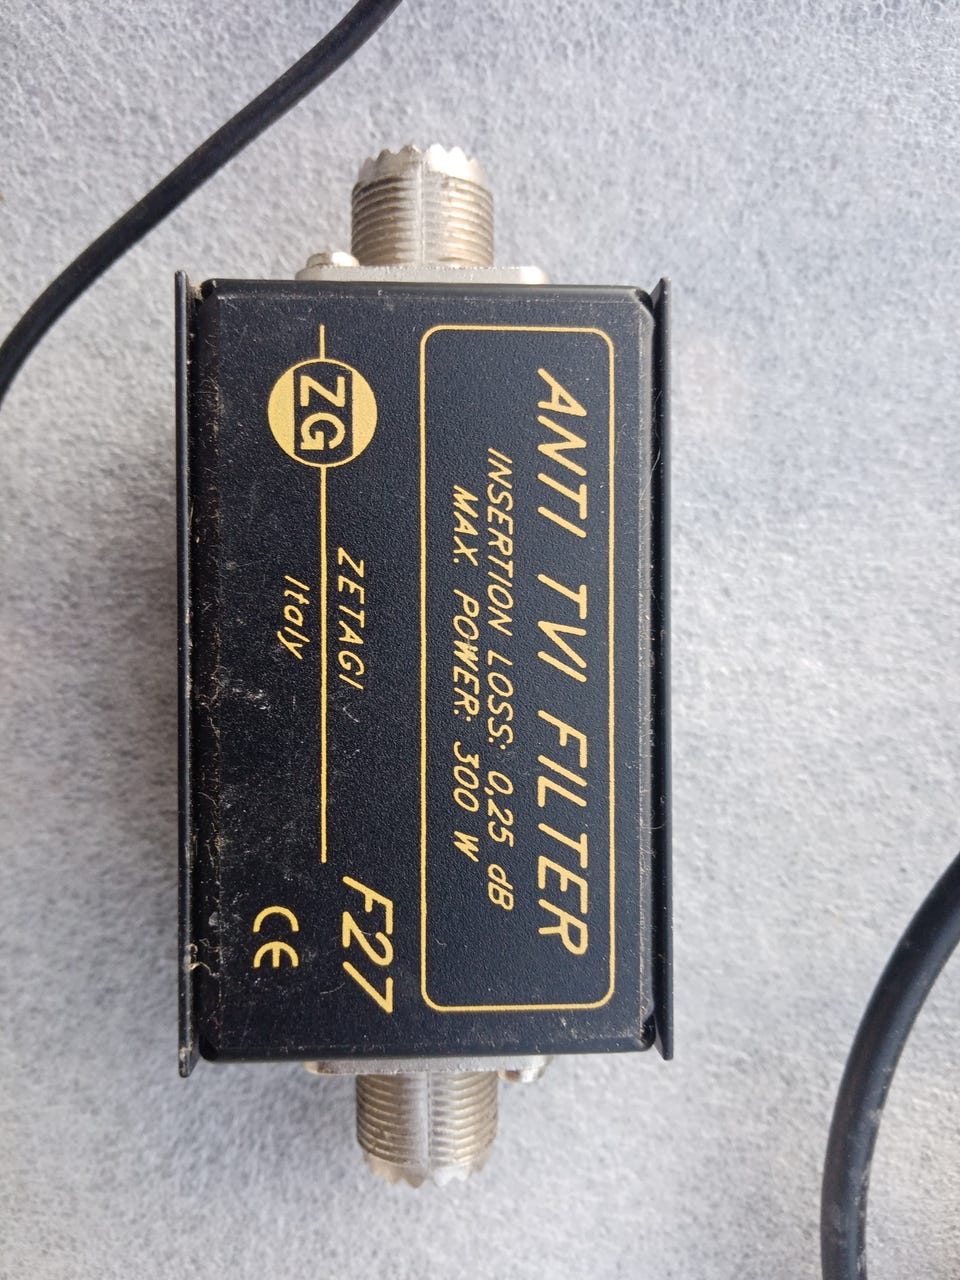 ANTI TVI FILTER
INSERTION LOSS: 0,25 dB
MAX. POWER: 300 W
ZG
ZETAGI
Italy
F27
CE